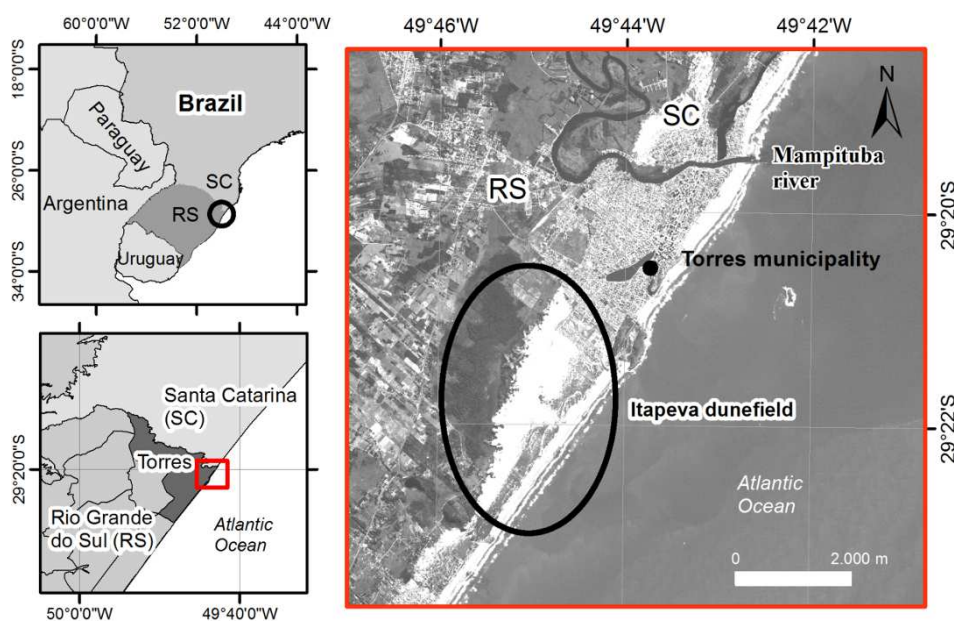 60°0'0"W 52°0'0"W 44°0'0"W
18°0'0"S
26°0'0"S
34°0'0"S
Brazil
Paraguay
SC
Argentina
RS
Uruguay
Santa Catarina
(SC)
Torres
29°20'S
Rio Grande
do Sul (RS)
Atlantic
Ocean
50°0'0"W 49°40'0"W
49°46'W 49°44'W 49°42'W
N
SC
Mampituba
river
RS
29°20'S
Torres municipality
Itapeva dunefield
29°22'S
Atlantic
Ocean
0 2.000 m